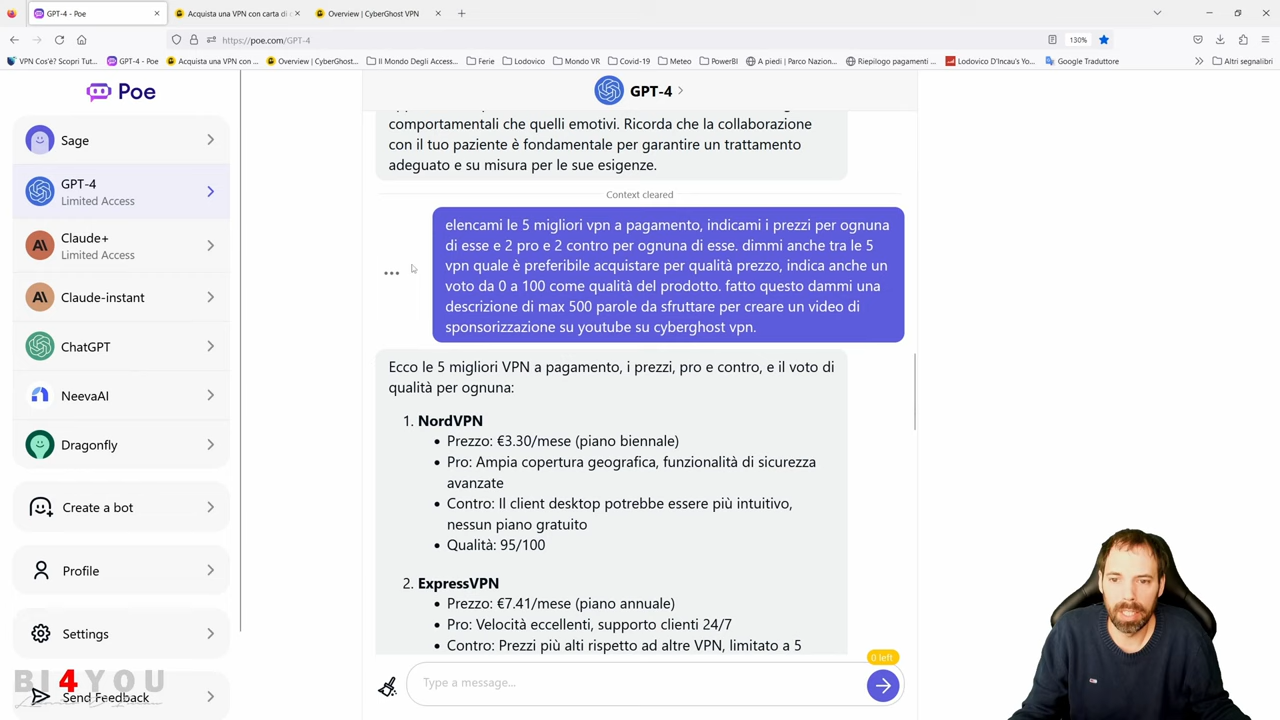 GPT-4 - Poe
Acquista una VPN con carta di
Overview | CyberGhost VPN
https://poe.com/GPT-4
130%
VPN Cos'è? Scopri Tut...
GPT-4 - Poe
Acquista una VPN con ...
Overview | CyberGhos...
Il Mondo Degli Access...
Ferie
Lodovico
Mondo VR
Covid-19
Meteo
PowerBI
A piedi | Parco Nazion...
Riepilogo pagamenti ...
Lodovico D'Incau's Yo...
Google Traduttore
Altri segnalibri
Poe
GPT-4
Sage
GPT-4
Limited Access
Claude+
Limited Access
Claude-instant
ChatGPT
NeevaAI
Dragonfly
Create a bot
Profile
Settings
Send Feedback
BI4YOU
comportamentali che quelli emotivi. Ricorda che la collaborazione
con il tuo paziente è fondamentale per garantire un trattamento
adeguato e su misura per le sue esigenze.
Context cleared
elencami le 5 migliori vpn a pagamento, indicami i prezzi per ognuna
di esse e 2 pro e 2 contro per ognuna di esse. dimmi anche tra le 5
vpn quale è preferibile acquistare per qualità prezzo, indica anche un
voto da 0 a 100 come qualità del prodotto. fatto questo dammi una
descrizione di max 500 parole da sfruttare per creare un video di
sponsorizzazione su youtube su cyberghost vpn.
Ecco le 5 migliori VPN a pagamento, i prezzi, pro e contro, e il voto di
qualità per ognuna:
1. NordVPN
• Prezzo: €3.30/mese (piano biennale)
• Pro: Ampia copertura geografica, funzionalità di sicurezza
avanzate
• Contro: Il client desktop potrebbe essere più intuitivo,
nessun piano gratuito
• Qualità: 95/100
2. ExpressVPN
• Prezzo: €7.41/mese (piano annuale)
• Pro: Velocità eccellenti, supporto clienti 24/7
• Contro: Prezzi più alti rispetto ad altre VPN, limitato a 5
0 left
Type a message...